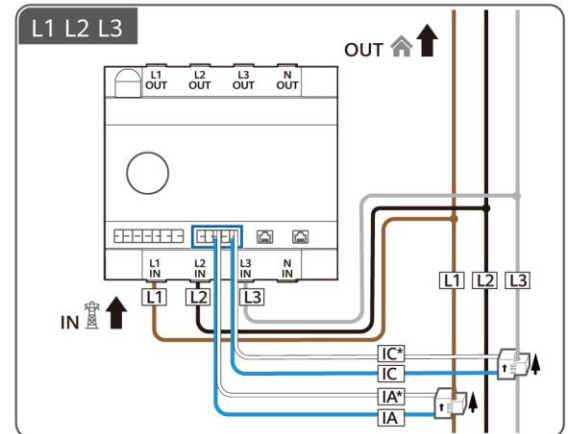 L1 L2 L3
OUT
L1 OUT
L2 OUT
L3 OUT
N OUT
L1 IN
L2 IN
L3 IN
N IN
L1
L2
L3
L1
L2
L3
IN
IC*
IC
IA*
IA